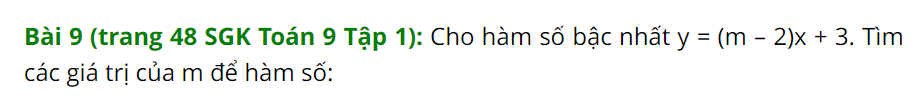 Bài 9 (trang 48 SGK Toán 9 Tập 1): Cho hàm số bậc nhất y = (m – 2)x + 3. Tìm
các giá trị của m để hàm số: